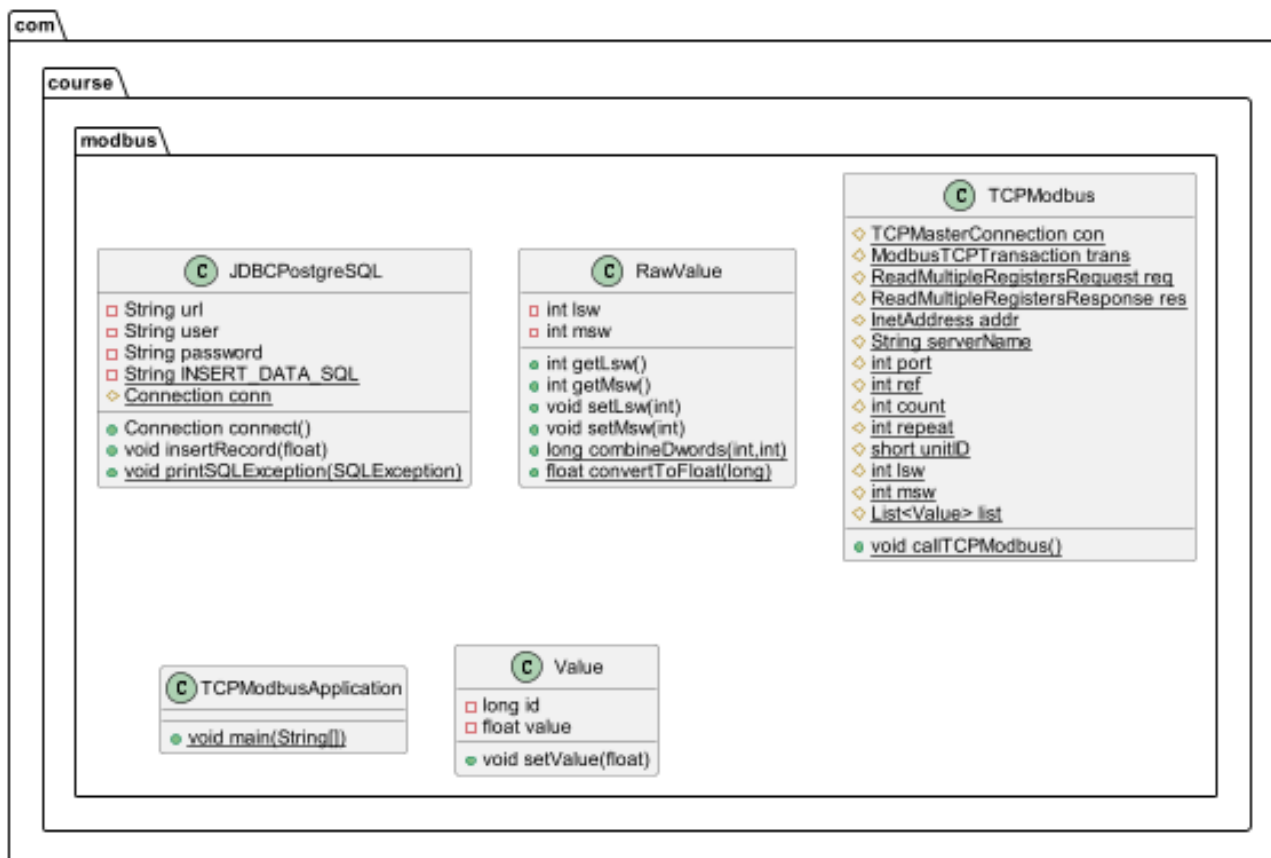 com
course
modbus
C JDBCPostgreSQL
String url
String user
String password
String INSERT_DATA_SQL
Connection conn
Connection connect()
void insertRecord(float)
void printSQLException(SQLException)
C RawValue
int lsw
int msw
int getLsw()
int getMsw()
void setLsw(int)
void setMsw(int)
long combineDwords(int,int)
float convertToFloat(long)
C TCPModbus
TCPMasterConnection con
ModbusTCPTransaction trans
ReadMultipleRegistersRequest req
ReadMultipleRegistersResponse res
InetAddress addr
String serverName
int port
int ref
int count
int repeat
short unitID
int lsw
int msw
List<Value> list
void callTCPModbus()
C TCPModbusApplication
void main(String[])
C Value
long id
float value
void setValue(float)